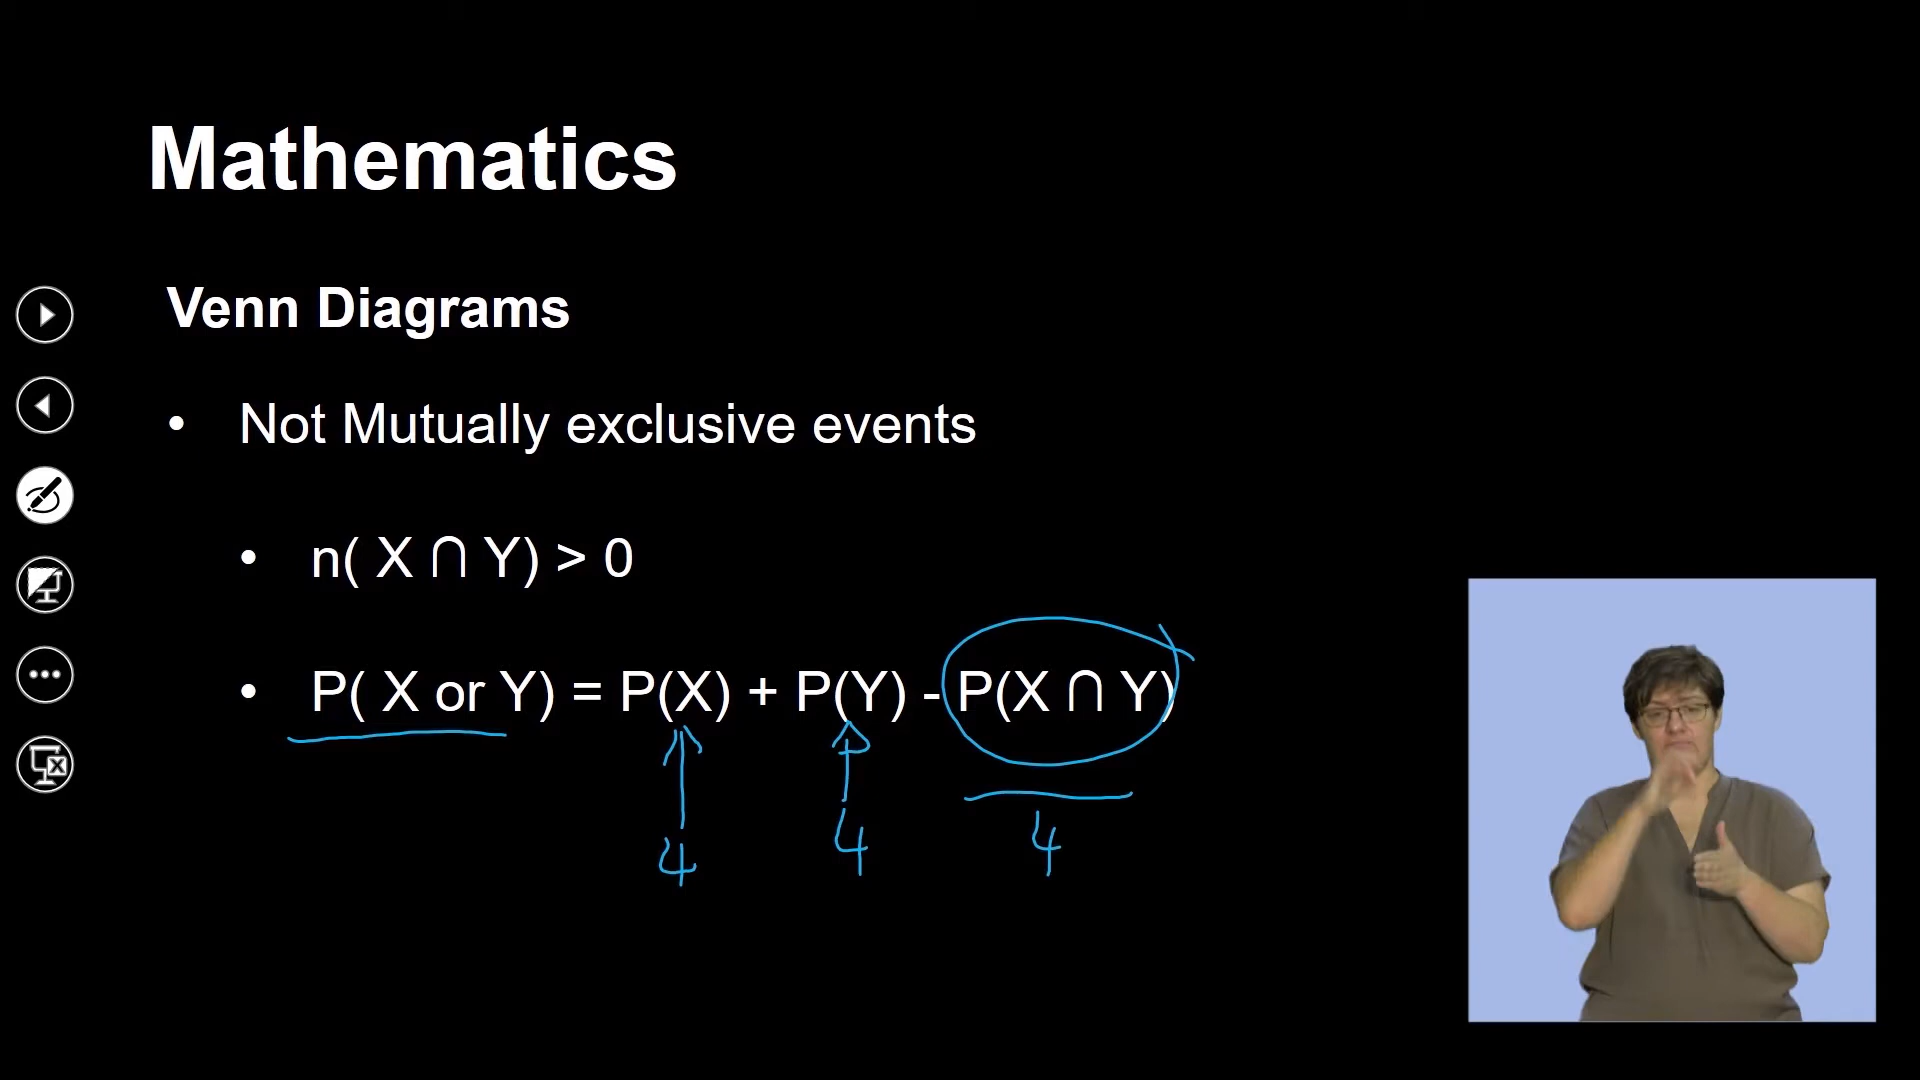 Mathematics
Venn Diagrams
• Not Mutually exclusive events
• n( X ∩ Y) > 0
• P( X or Y) = P(X) + P(Y) - P(X ∩ Y)
4 4 4